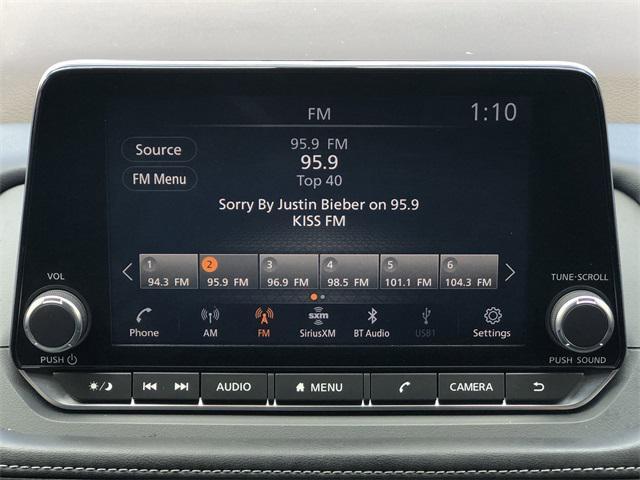 FM 1:10
Source
FM Menu
95.9 FM
95.9
Top 40
Sorry By Justin Bieber on 95.9
KISS FM
1 2 3 4 5 6
94.3 FM 95.9 FM 96.9 FM 98.5 FM 101.1 FM 104.3 FM
sxm
Phone AM FM SiriusXM BT Audio USB1 Settings
VOL
PUSH
TUNE·SCROLL
PUSH SOUND
AUDIO MENU CAMERA